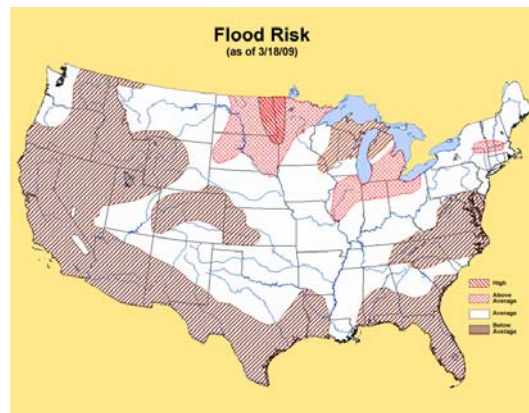 Flood Risk
(as of 3/18/09)
High
Above
Average
Average
Below
Average